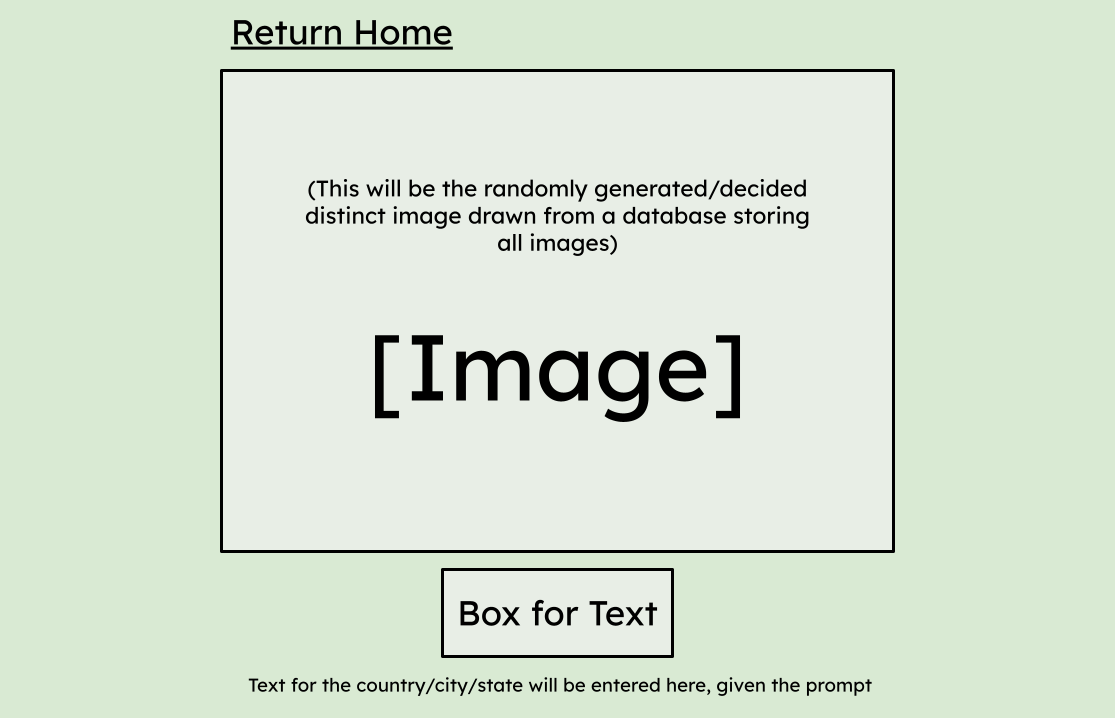 Return Home
(This will be the randomly generated/decided
distinct image drawn from a database storing
all images)
[Image]
Box for Text
Text for the country/city/state will be entered here, given the prompt